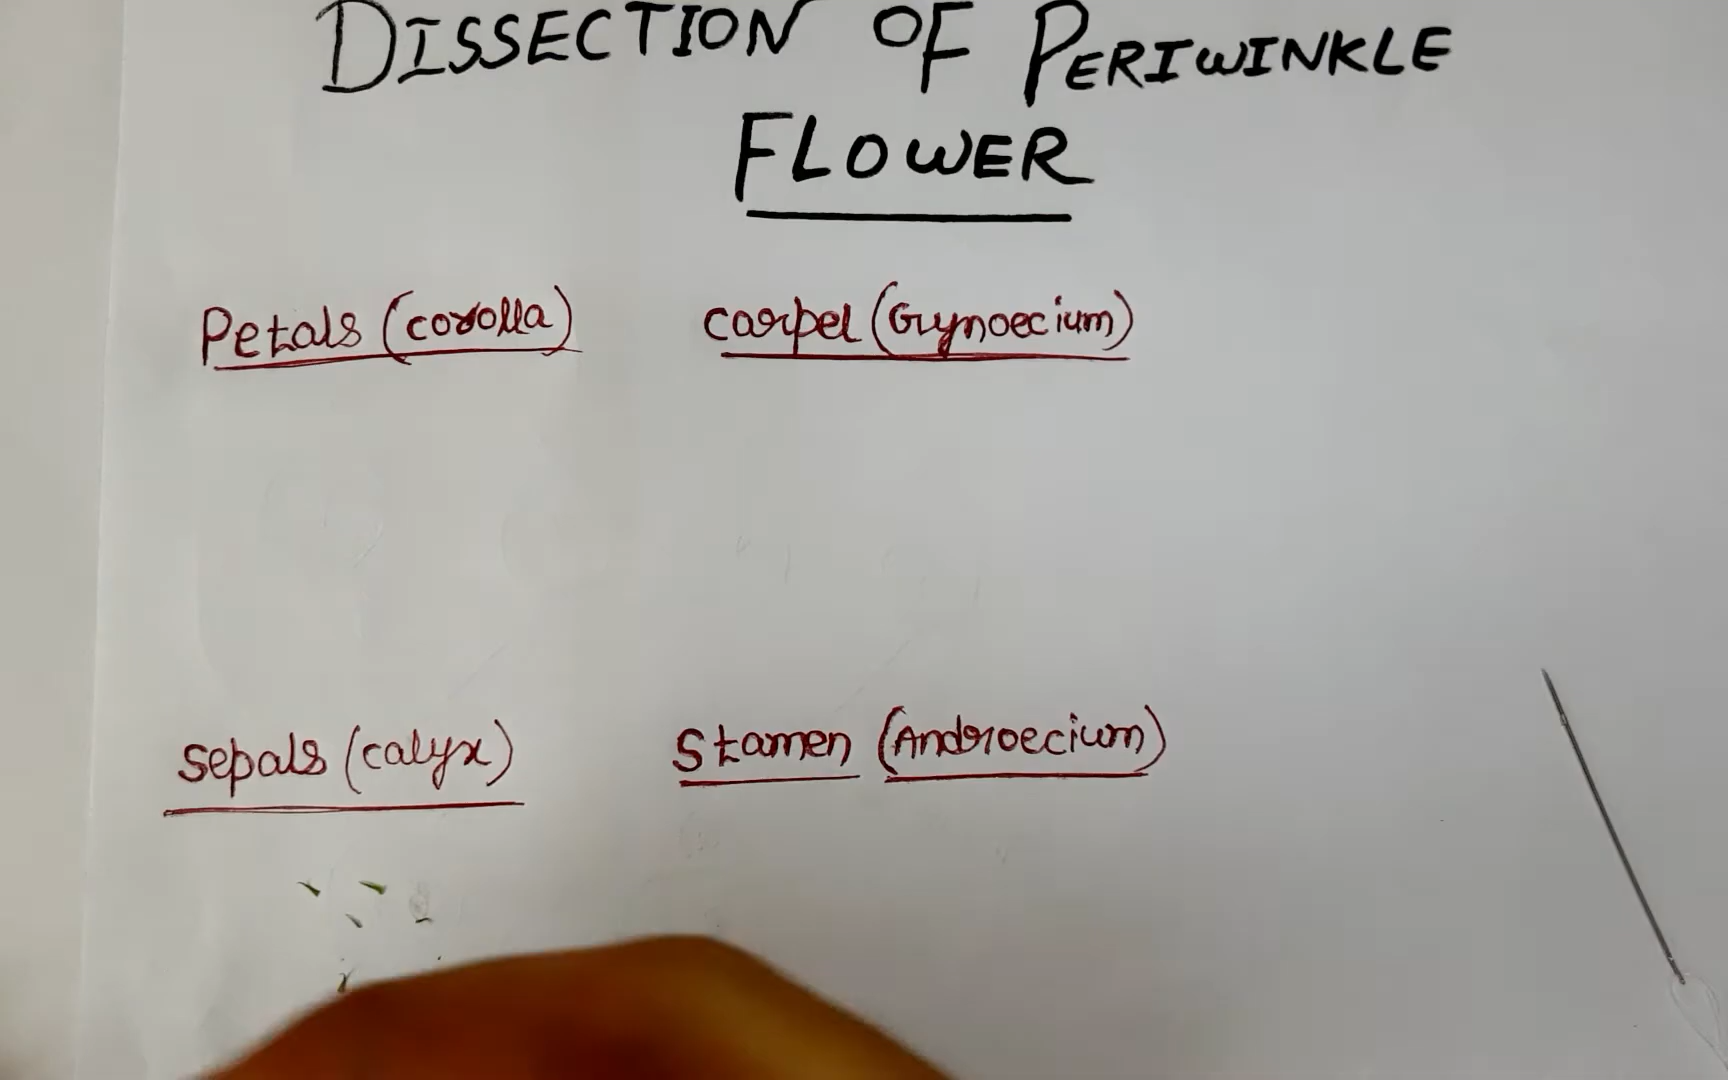 DISSECTION OF PERIWINKLE
FLOWER
Petals (corolla)
carpel (Gynoecium)
sepals (calyx)
Stamen (Androecium)